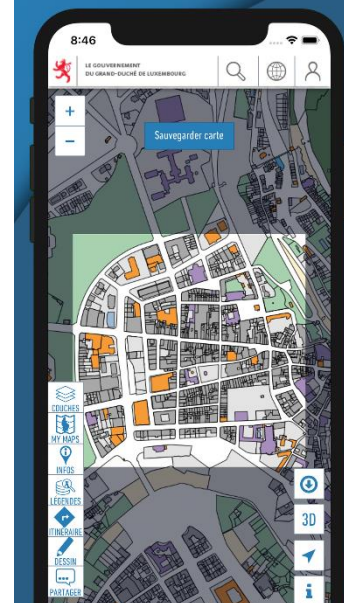 8:46
LE GOUVERNEMENT
DU GRAND-DUCHÉ DE LUXEMBOURG
+
−
Sauvegarder carte
COUCHES
MY MAPS
INFOS
LÉGENDES
ITINÉRAIRE
DESSIN
PARTAGER
3D
i